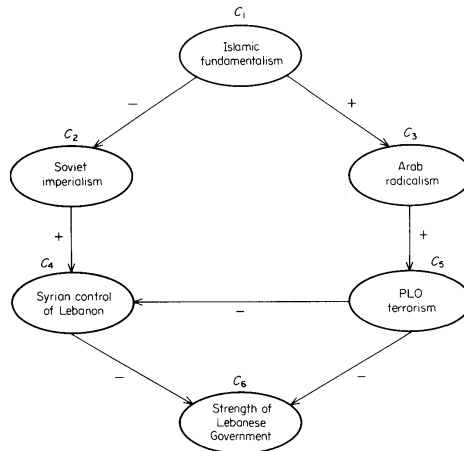 C₁
Islamic
fundamentalism
−
+
C₂
C₃
Soviet
imperialism
Arab
radicalism
+
+
C₄
C₅
Syrian control
of Lebanon
PLO
terrorism
−
−
−
C₆
Strength of
Lebanese
Government